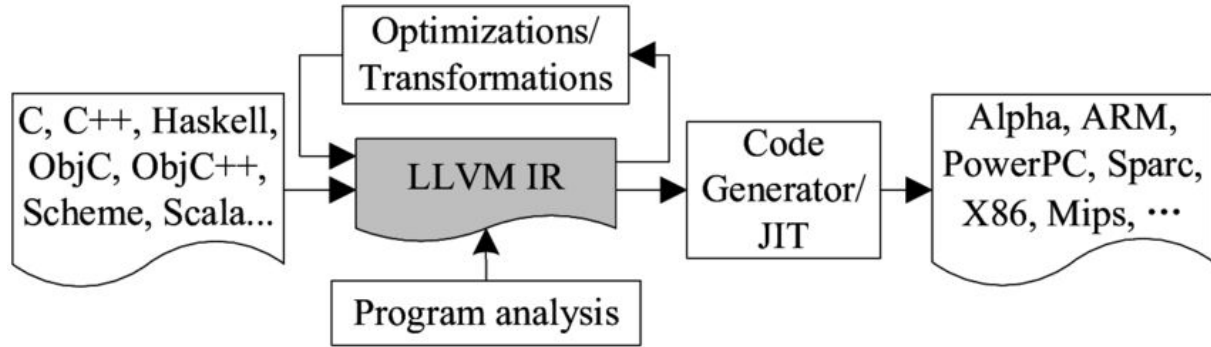 Optimizations/
Transformations
C, C++, Haskell,
ObjC, ObjC++,
Scheme, Scala...
LLVM IR
Code
Generator/
JIT
Alpha, ARM,
PowerPC, Sparc,
X86, Mips, ···
Program analysis